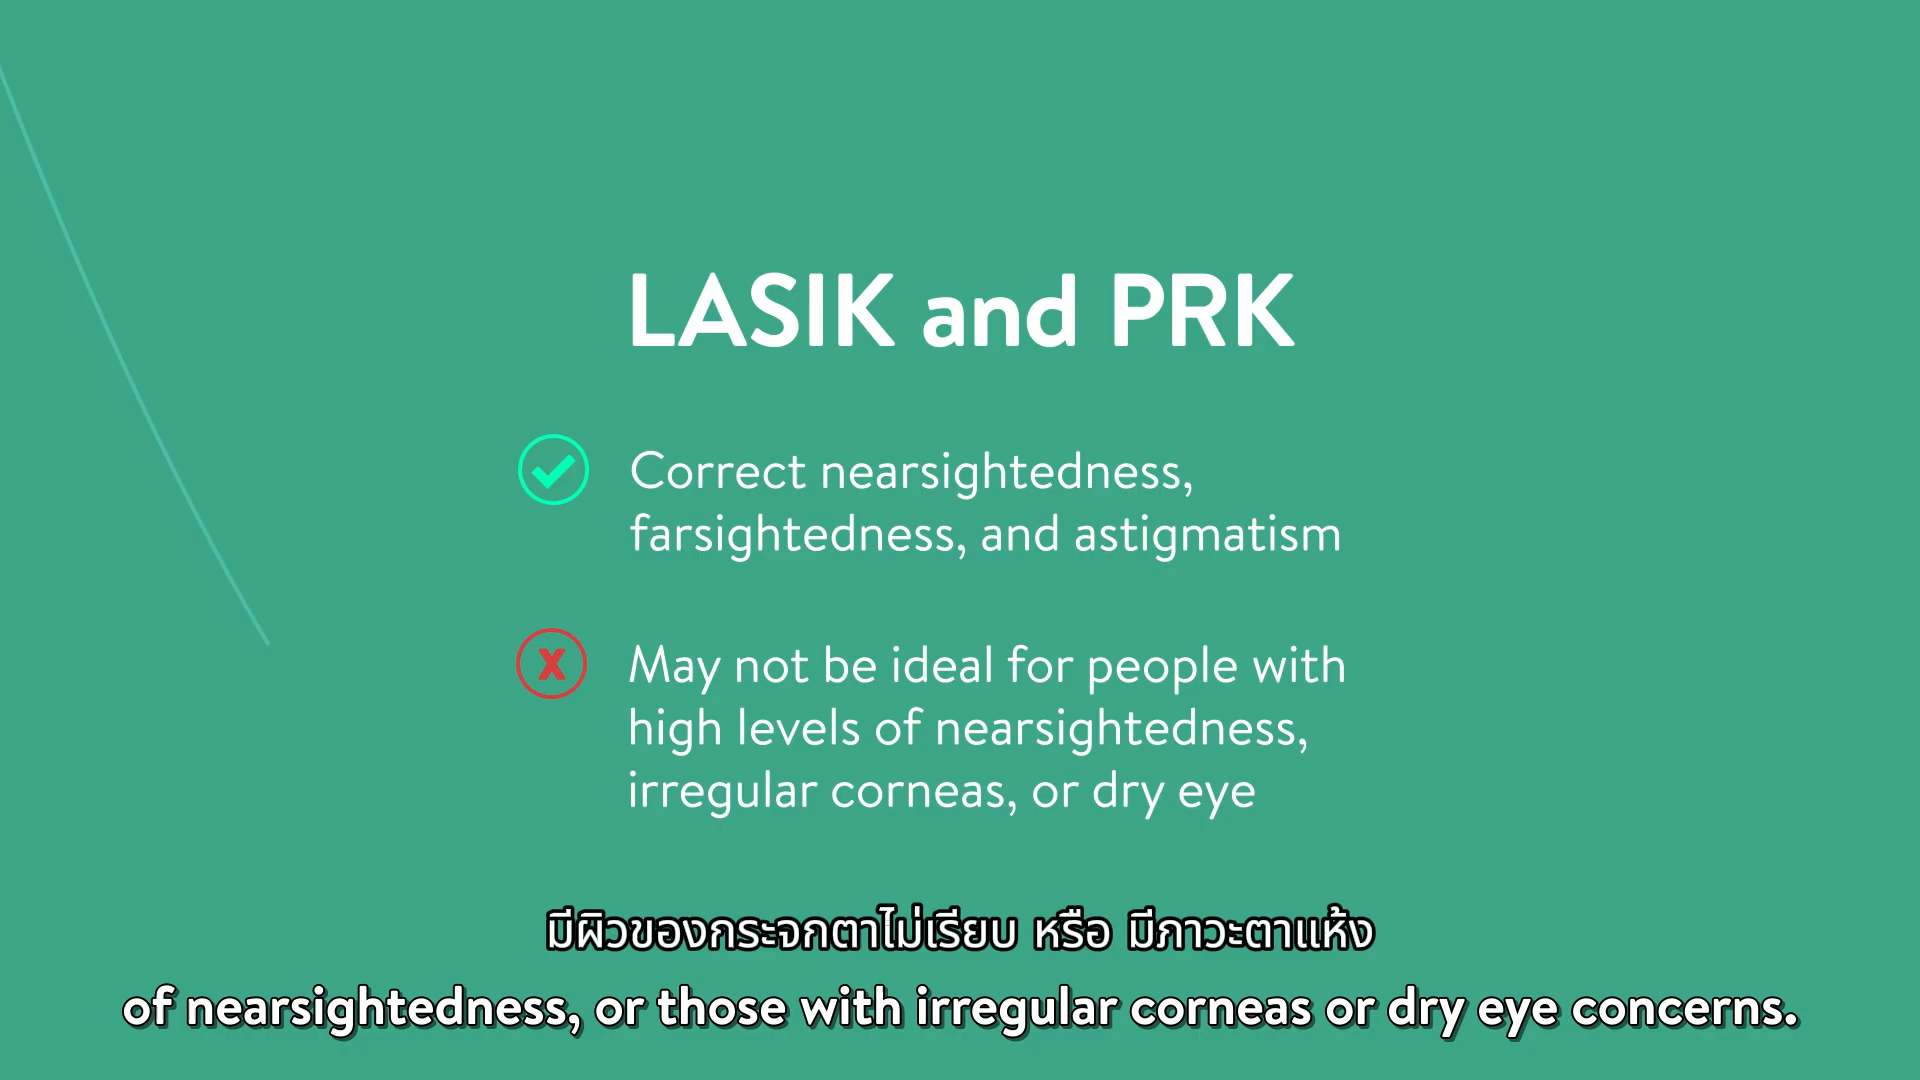 LASIK and PRK
Correct nearsightedness,
farsightedness, and astigmatism
X May not be ideal for people with
high levels of nearsightedness,
irregular corneas, or dry eye
มีผิวของกระจกตาไม่เรียบ หรือ มีภาวะตาแห้ง
of nearsightedness, or those with irregular corneas or dry eye concerns.